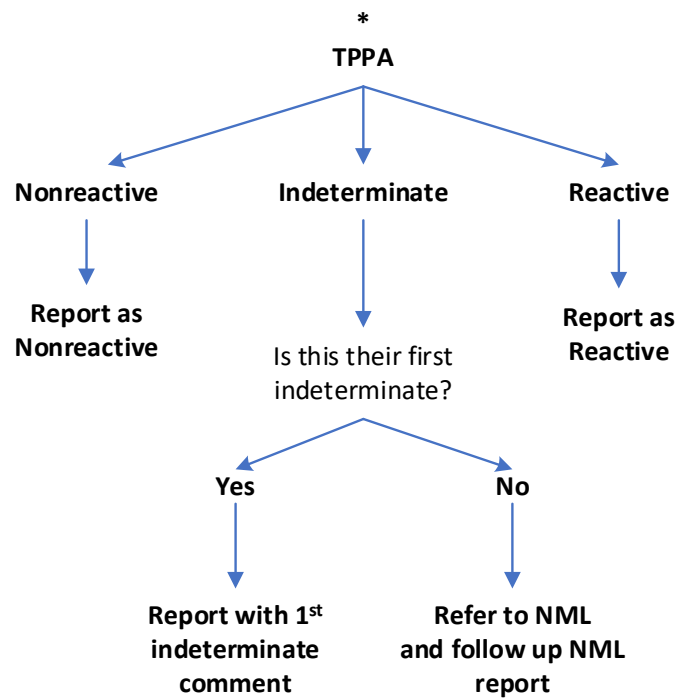 *
TPPA
Nonreactive
Indeterminate
Reactive
Report as
Nonreactive
Report as
Reactive
Is this their first
indeterminate?
Yes
No
Report with 1st
indeterminate
comment
Refer to NML
and follow up NML
report